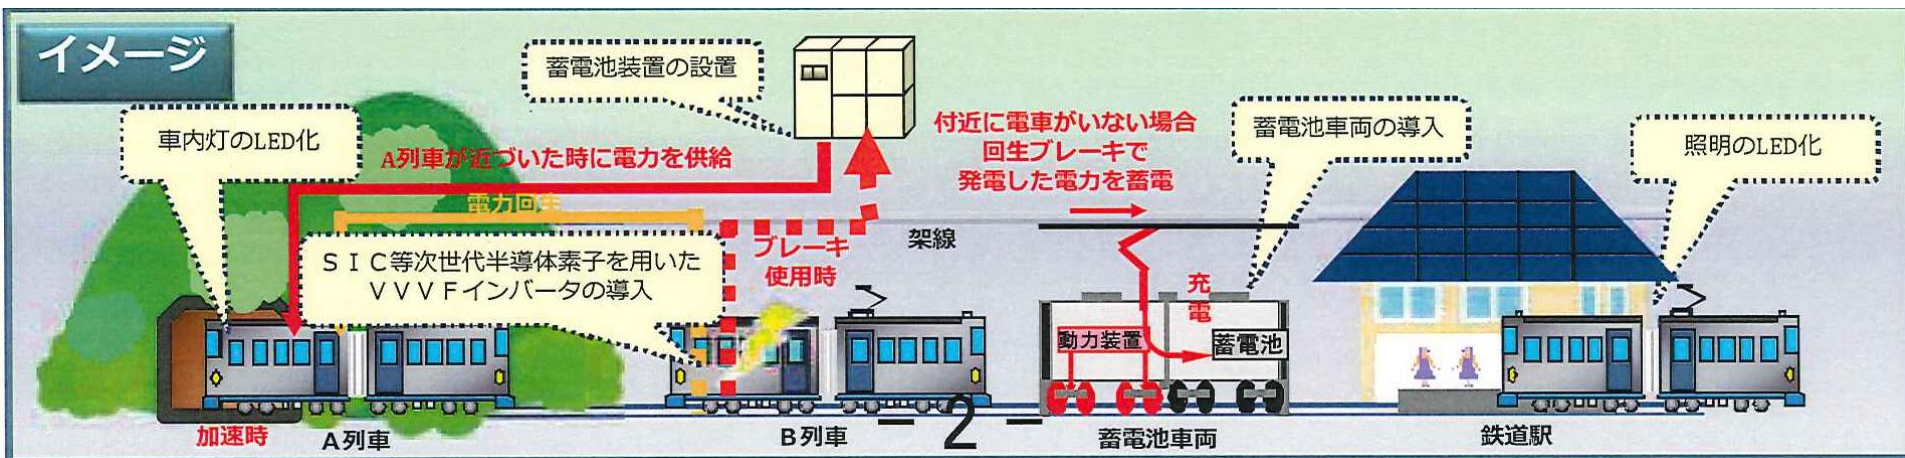 イメージ
蓄電池装置の設置
車内灯のLED化
A列車が近づいた時に電力を供給
付近に電車がいない場合
回生ブレーキで
発電した電力を蓄電
蓄電池車両の導入
照明のLED化
電力回生
ＳＩＣ等次世代半導体素子を用いた
ＶＶＶＦインバータの導入
ブレーキ
使用時
架線
充
電
動力装置
蓄電池
加速時
A列車
B列車
－2－
蓄電池車両
鉄道駅